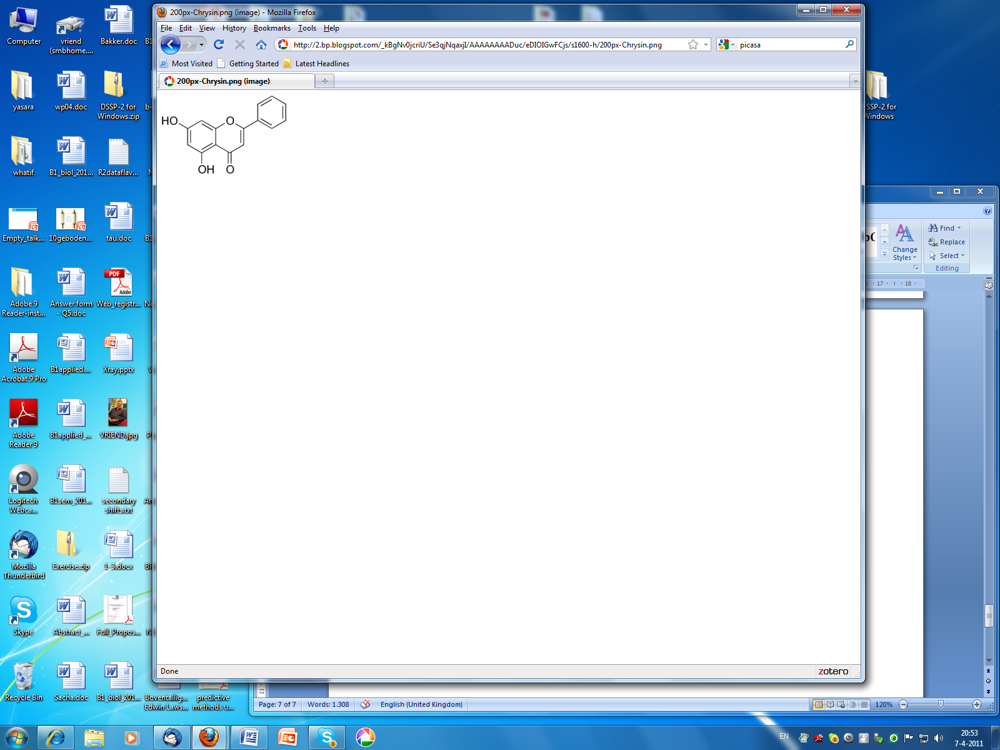 200px-Chrysin.png (image) - Mozilla Firefox
File Edit View History Bookmarks Tools Help
http://2.bp.blogspot.com/_kBgNv0jcriU/Se3qjNqaxjI/AAAAAAAADuc/eDIOIGwFCjs/s1600-h/200px-Chrysin.png
picasa
Most Visited Getting Started Latest Headlines
200px-Chrysin.png (image)
HO
O
OH O
Done
zotero
Computer
vriend
(smbhome....
Bakker.doc
yasara
wp04.doc
DSSP-2 for
Windows.zip
whatif
B1_biol_201...
R2dataflav...
Empty_talk...
10geboden...
tau.doc
Adobe 9
Reader-inst...
Answer form
- Q5.doc
PDF
Adobe
Web_registr...
Adobe
Acrobat 9 Pro
B1applied....
Xray.pptx
Adobe
Reader 9
B1applied_...
VRIEND.jpg
Logitech
Webca...
B1sem_201...
secondary
shifts.txt
Mozilla
Thunderbird
Exercise.zip
1-3.docx
Skype
Abstract_...
Full_Propos...
Recycle Bin
Sacha.doc
B1_biol_201...
Boventallig...
Edwin Laws...
predictive
methods u...
SSP-2 for
Windows
Change
Styles
Find
Replace
Select
Editing
17 18
11
Page: 7 of 7 Words: 1.308 English (United Kingdom) 120%
EN
20:53
7-4-2011